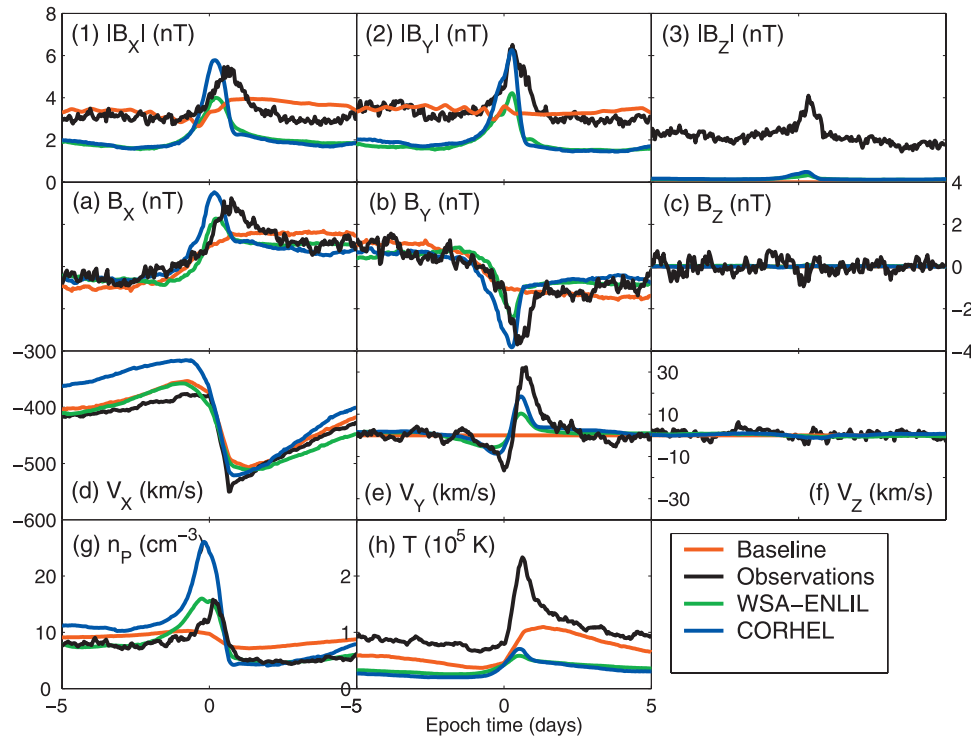 8
(1) |B_X| (nT)
(2) |B_Y| (nT)
(3) |B_Z| (nT)
6
4
2
0
(a) B_X (nT)
(b) B_Y (nT)
(c) B_Z (nT)
4
2
0
−2
−4
−300
−400
−500
−600
(d) V_X (km/s)
(e) V_Y (km/s)
(f) V_Z (km/s)
30
10
−10
−30
(g) n_P (cm⁻³)
(h) T (10⁵ K)
20
10
0
2
1
0
−5
0
−5
5
0
5
Epoch time (days)
Baseline
Observations
WSA−ENLIL
CORHEL